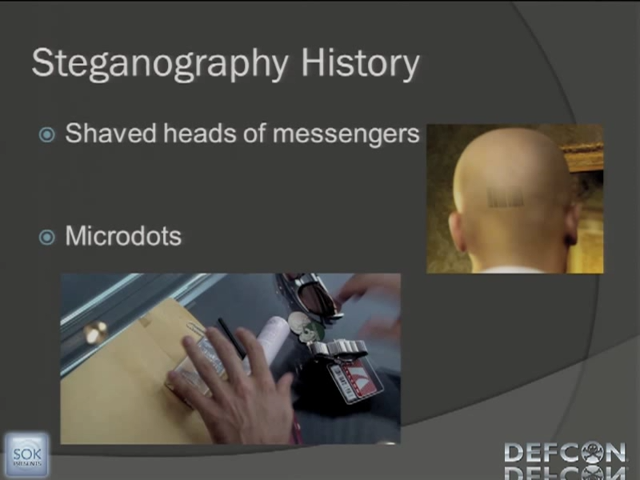 Steganography History
Shaved heads of messengers
Microdots
SOK
DEFCON